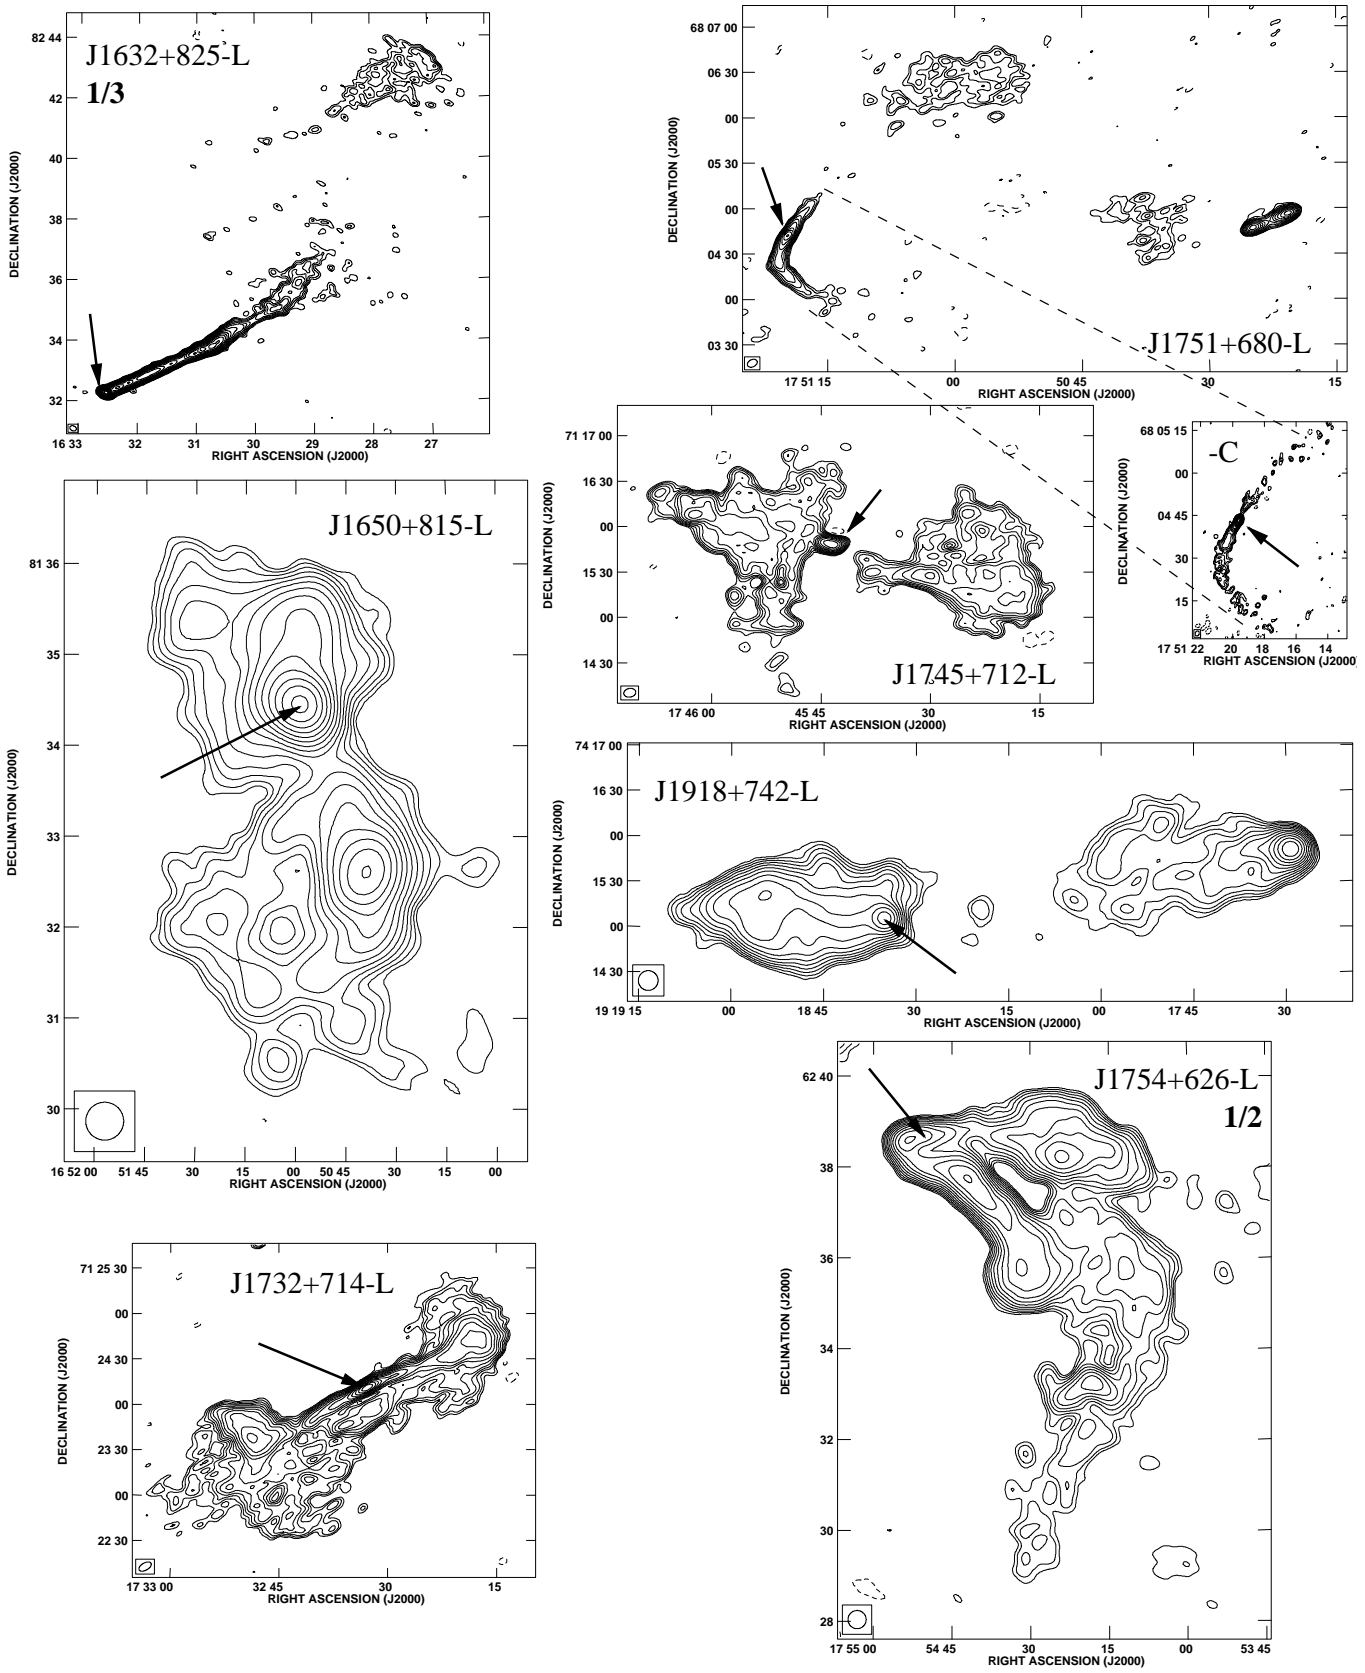 J1632+825-L
1/3
82 44
42
40
38
36
34
32
DECLINATION (J2000)
16 33 32 31 30 29 28 27
RIGHT ASCENSION (J2000)
68 07 00
06 30
00
05 30
00
04 30
00
03 30
DECLINATION (J2000)
J1751+680-L
17 51 15 00 50 45 30 15
RIGHT ASCENSION (J2000)
J1650+815-L
81 36
35
34
33
32
31
30
DECLINATION (J2000)
16 52 00 51 45 30 15 00 50 45 30 15 00
RIGHT ASCENSION (J2000)
71 17 00
16 30
00
15 30
00
14 30
DECLINATION (J2000)
J1745+712-L
17 46 00 45 45 30 15
RIGHT ASCENSION (J2000)
-C
68 05 15
00
04 45
30
15
DECLINATION (J2000)
17 51 22 20 18 16 14
RIGHT ASCENSION (J2000)
J1918+742-L
74 17 00
16 30
00
15 30
00
14 30
DECLINATION (J2000)
19 19 15 00 18 45 30 15 00 17 45 30
RIGHT ASCENSION (J2000)
J1732+714-L
71 25 30
00
24 30
00
23 30
00
22 30
DECLINATION (J2000)
17 33 00 32 45 30 15
RIGHT ASCENSION (J2000)
J1754+626-L
1/2
62 40
38
36
34
32
30
28
DECLINATION (J2000)
17 55 00 54 45 30 15 00 53 45
RIGHT ASCENSION (J2000)